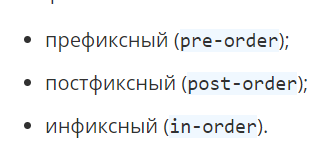 • префиксный (pre-order);
• постфиксный (post-order);
• инфиксный (in-order).